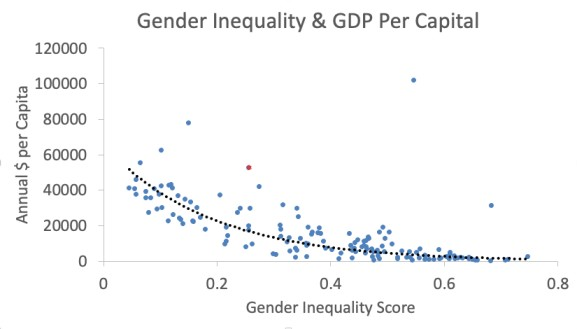 Gender Inequality & GDP Per Capital
120000
100000
80000
60000
40000
20000
0
Annual $ per Capita
0 0.2 0.4 0.6 0.8
Gender Inequality Score